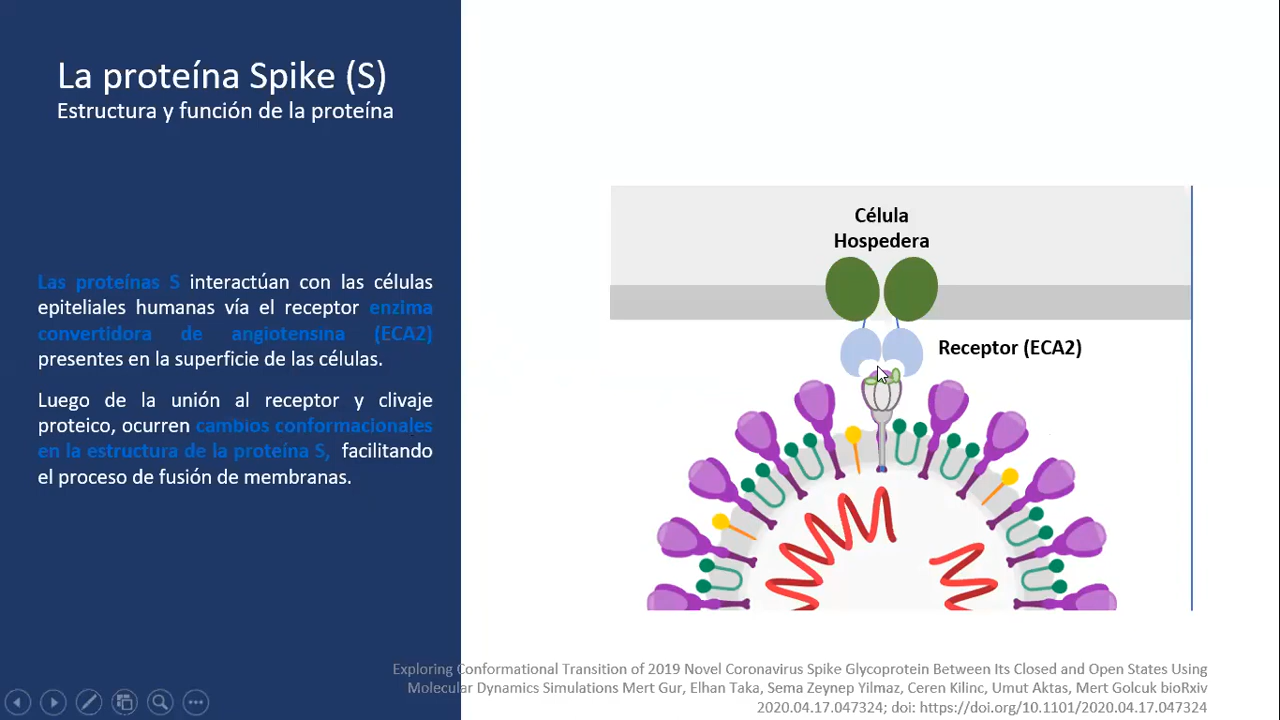 La proteína Spike (S)
Estructura y función de la proteína
Las proteínas S interactúan con las células
epiteliales humanas vía el receptor enzima
convertidora de angiotensina (ECA2)
presentes en la superficie de las células.
Luego de la unión al receptor y clivaje
proteico, ocurren cambios conformacionales
en la estructura de la proteína S, facilitando
el proceso de fusión de membranas.
Célula
Hospedera
Receptor (ECA2)
Exploring Conformational Transition of 2019 Novel Coronavirus Spike Glycoprotein Between Its Closed and Open States Using
Molecular Dynamics Simulations Mert Gur, Elhan Taka, Sema Zeynep Yilmaz, Ceren Kilinc, Umut Aktas, Mert Golcuk bioRxiv
2020.04.17.047324; doi: https://doi.org/10.1101/2020.04.17.047324